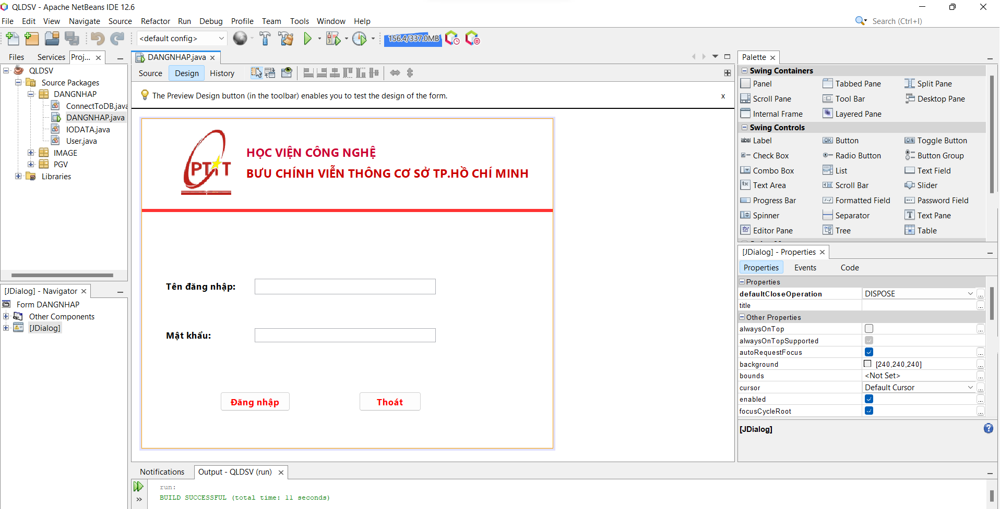 QLDSV - Apache NetBeans IDE 12.6
File Edit View Navigate Source Refactor Run Debug Profile Team Tools Window Help
Search (Ctrl+I)
<default config>
156.4/337.0MB
Files Services Proj...
QLDSV
Source Packages
DANGNHAP
ConnectToDB.java
DANGNHAP.java
IODATA.java
User.java
IMAGE
PGV
Libraries
[JDialog] - Navigator
Form DANGNHAP
Other Components
[JDialog]
DANGNHAP.java
Source Design History
The Preview Design button (in the toolbar) enables you to test the design of the form.
x
PTIT
HỌC VIỆN CÔNG NGHỆ
BƯU CHÍNH VIỄN THÔNG CƠ SỞ TP.HỒ CHÍ MINH
Tên đăng nhập:
Mật khẩu:
Đăng nhập Thoát
Palette
Swing Containers
Panel Tabbed Pane Split Pane
Scroll Pane Tool Bar Desktop Pane
Internal Frame Layered Pane
Swing Controls
label Label OK Button ON Toggle Button
Check Box Radio Button Button Group
Combo Box List Text Field
Text Area Scroll Bar Slider
Progress Bar Formatted Field Password Field
Spinner Separator Text Pane
Editor Pane Tree Table
[JDialog] - Properties
Properties Events Code
Properties
defaultCloseOperation DISPOSE ...
title ...
Other Properties
alwaysOnTop ...
alwaysOnTopSupported
autoRequestFocus ...
background [240,240,240] ...
bounds <Not Set> ...
cursor Default Cursor ...
enabled ...
focusCycleRoot ...
[JDialog]
Notifications Output - QLDSV (run)
run:
BUILD SUCCESSFUL (total time: 11 seconds)